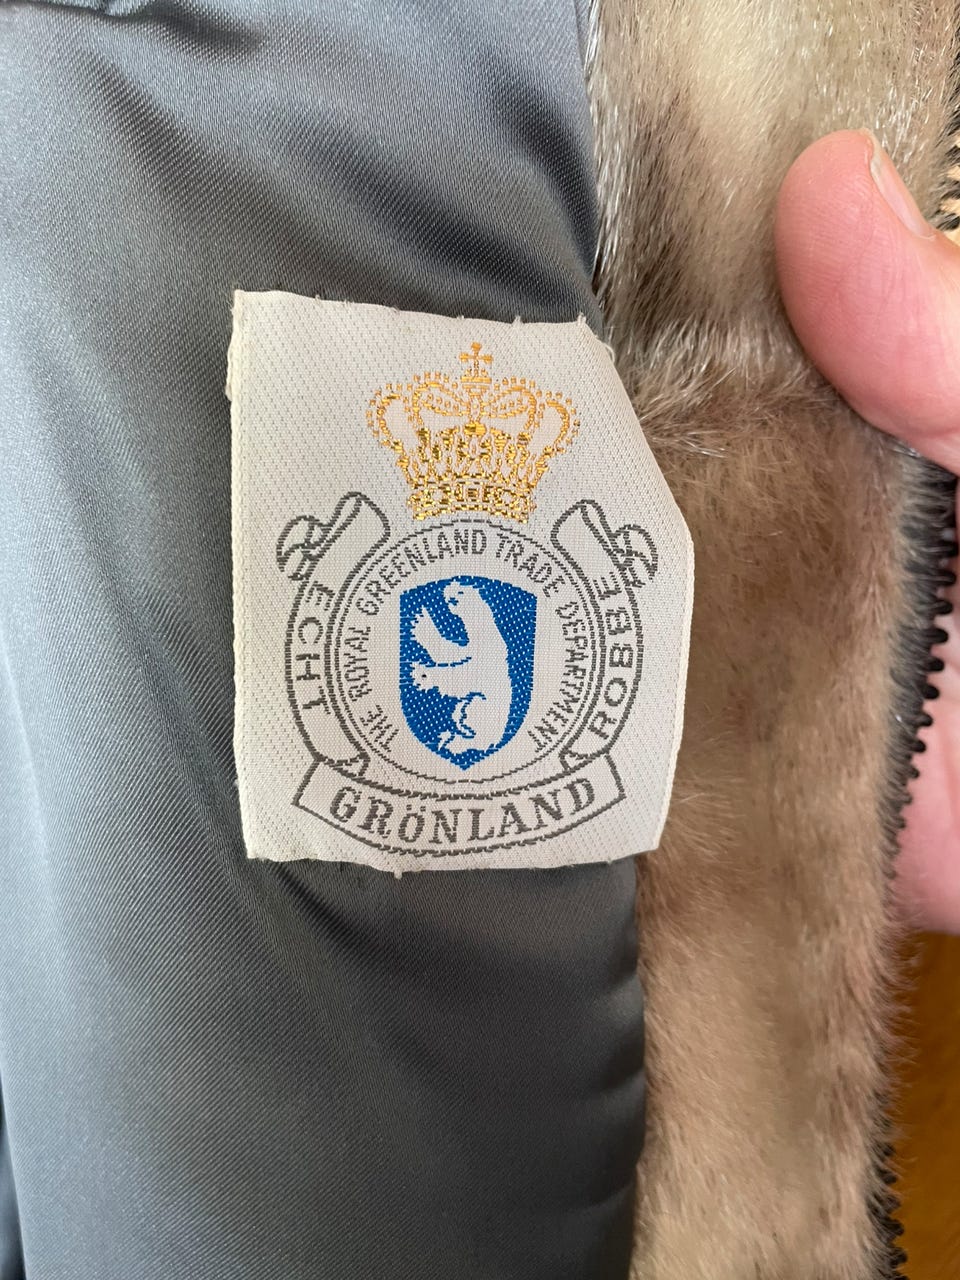 THE ROYAL GREENLAND TRADE DEPARTMENT
ECHT
ROBBE
GRÖNLAND